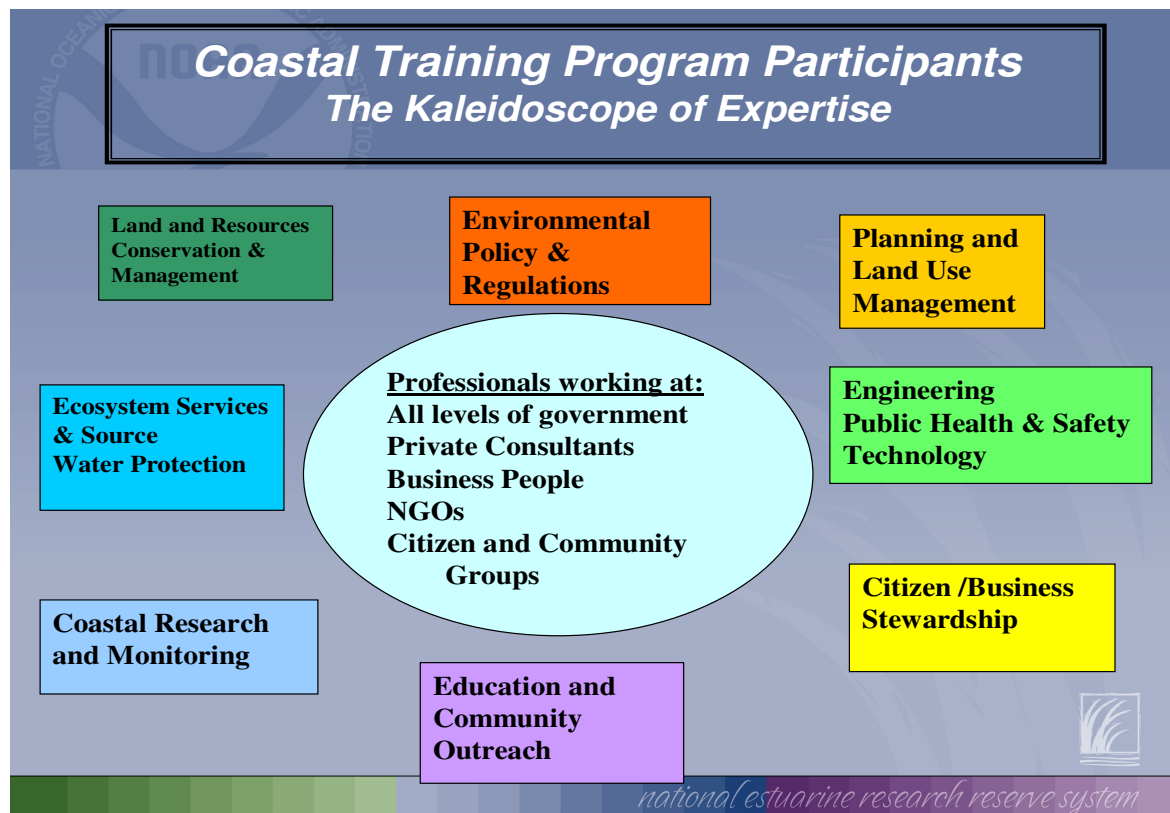 Coastal Training Program Participants
The Kaleidoscope of Expertise
NATIONAL OCEANIC
noaa
Land and Resources
Conservation &
Management
Environmental
Policy &
Regulations
Planning and
Land Use
Management
Ecosystem Services
& Source
Water Protection
Professionals working at:
All levels of government
Private Consultants
Business People
NGOs
Citizen and Community
Groups
Engineering
Public Health & Safety
Technology
Coastal Research
and Monitoring
Citizen /Business
Stewardship
Education and
Community
Outreach
national estuarine research reserve system